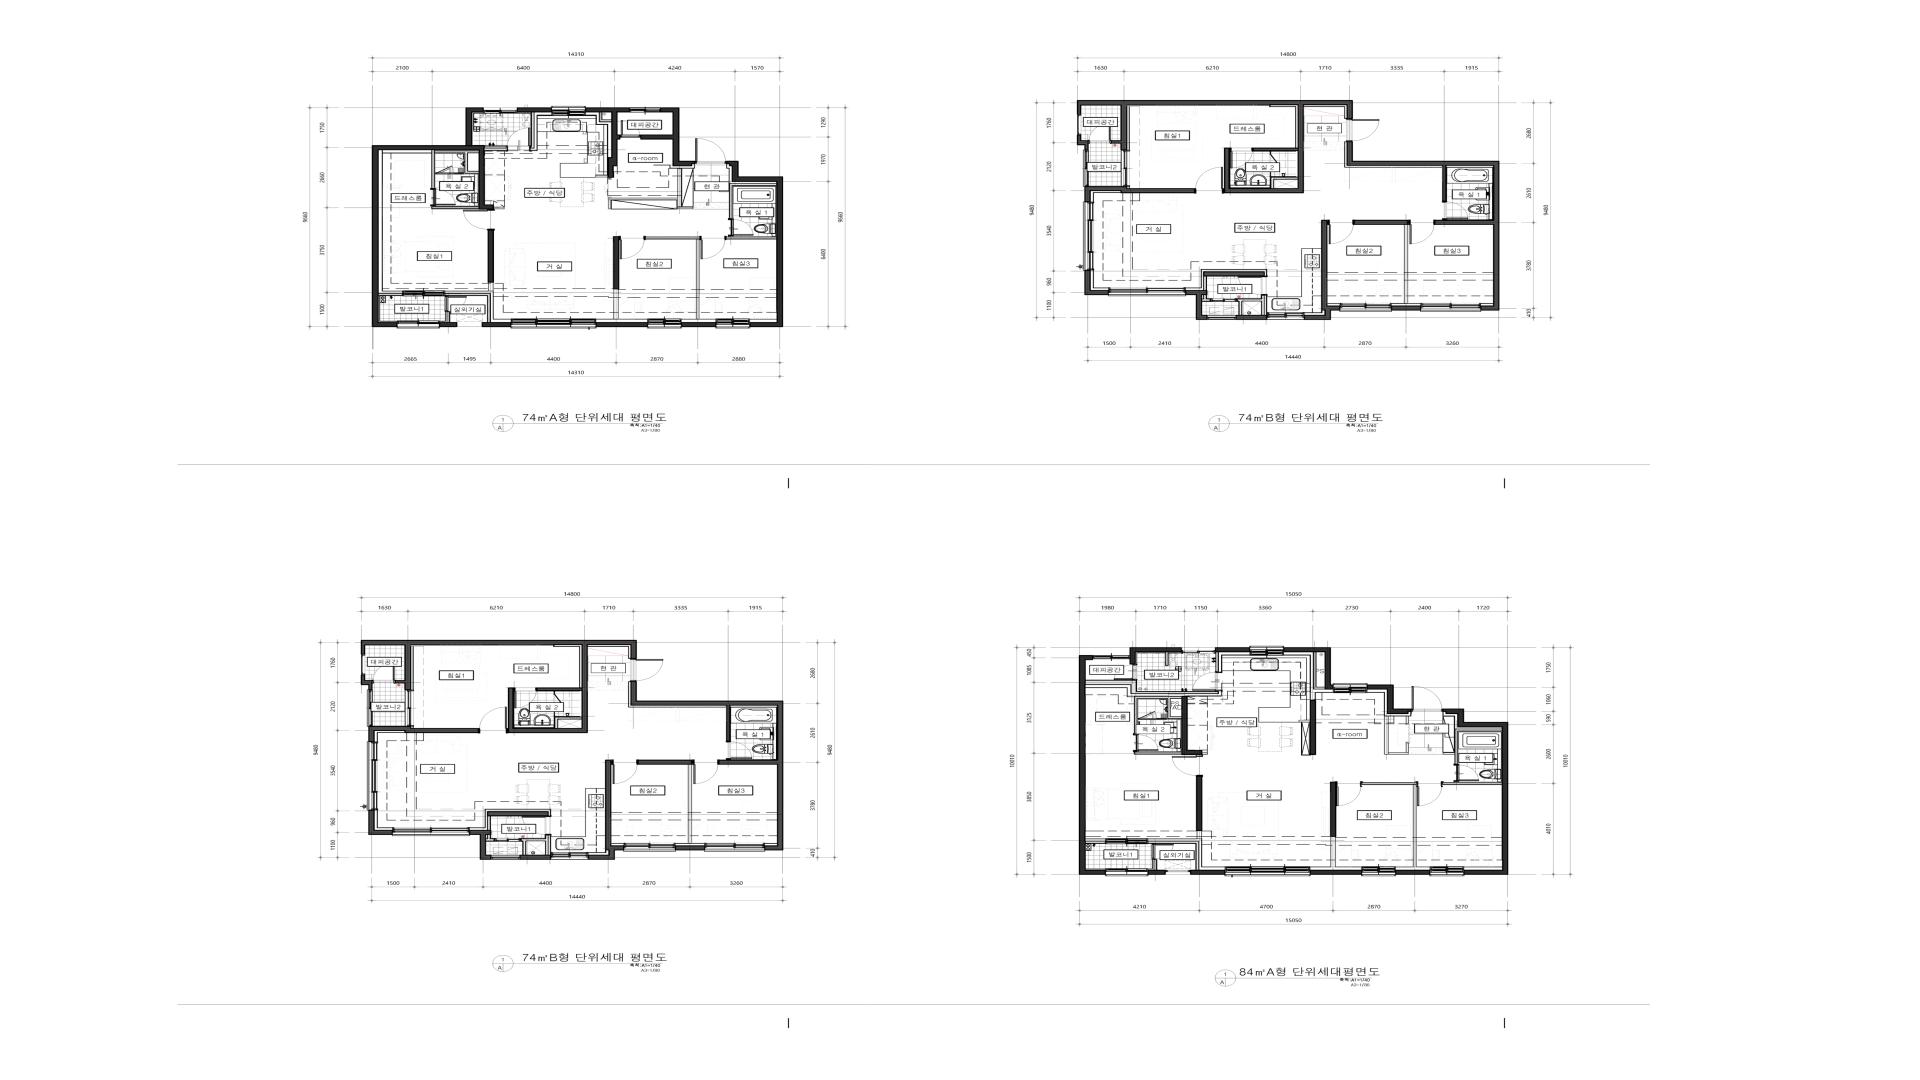 14310
2100 6400 4240 1570
1750 2660 3750 1500
9660
1290 1970 6400
9660
대피공간
α-room
욕 실 2
드레스룸
주방 / 식당
현 관
욕 실 1
침실1
거 실
침실2
침실3
발코니1
실외기실
2665 1495 4400 2870 2880
14310
1
A
74㎡A형 단위세대 평면도
축척:A1=1/40
A3=1/80
14800
1630 6210 1710 3335 1915
1760 2120 3540 960 1100
9480
2680 2610 3780 410
9480
대피공간
침실1
드레스룸
현 관
발코니2
욕 실 2
욕 실 1
거 실
주방 / 식당
침실2
침실3
발코니1
1500 2410 4400 2870 3260
14440
1
A
74㎡B형 단위세대 평면도
축척:A1=1/40
A3=1/80
14800
1630 6210 1710 3335 1915
1760 2120 3540 960 1100
9480
2680 2610 3780 410
9480
대피공간
침실1
드레스룸
현 관
발코니2
욕 실 2
욕 실 1
거 실
주방 / 식당
침실2
침실3
발코니1
1500 2410 4400 2870 3260
14440
1
A
74㎡B형 단위세대 평면도
축척:A1=1/40
A3=1/80
15050
1980 1710 1150 3360 2730 2400 1720
450 1085 3125 3850 1500
10010
1750 1060 590 2600 4010
10010
대피공간
발코니2
드레스룸
욕 실 2
주방 / 식당
α-room
현 관
욕 실 1
침실1
거 실
침실2
침실3
발코니1
실외기실
4210 4700 2870 3270
15050
1
A
84㎡A형 단위세대평면도
축척:A1=1/40
A3=1/80